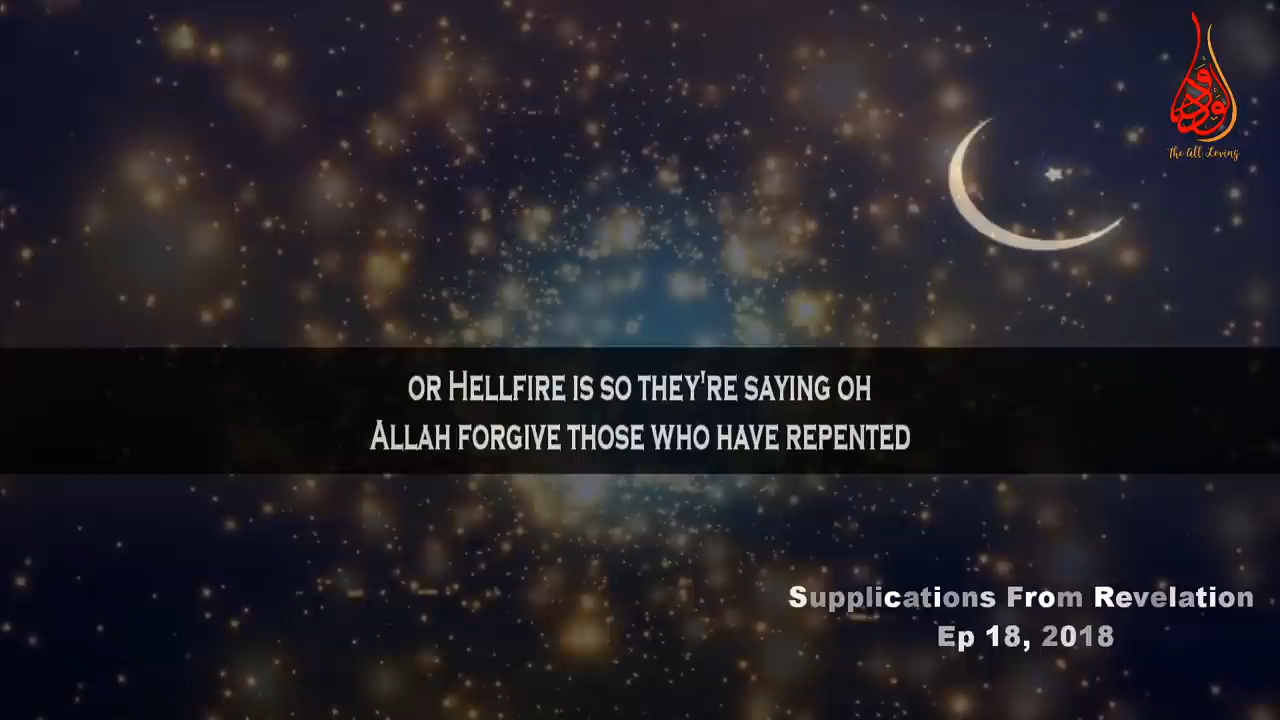 ودود
The All Loving
OR HELLFIRE IS SO THEY'RE SAYING OH
ALLAH FORGIVE THOSE WHO HAVE REPENTED
Supplications From Revelation
Ep 18, 2018